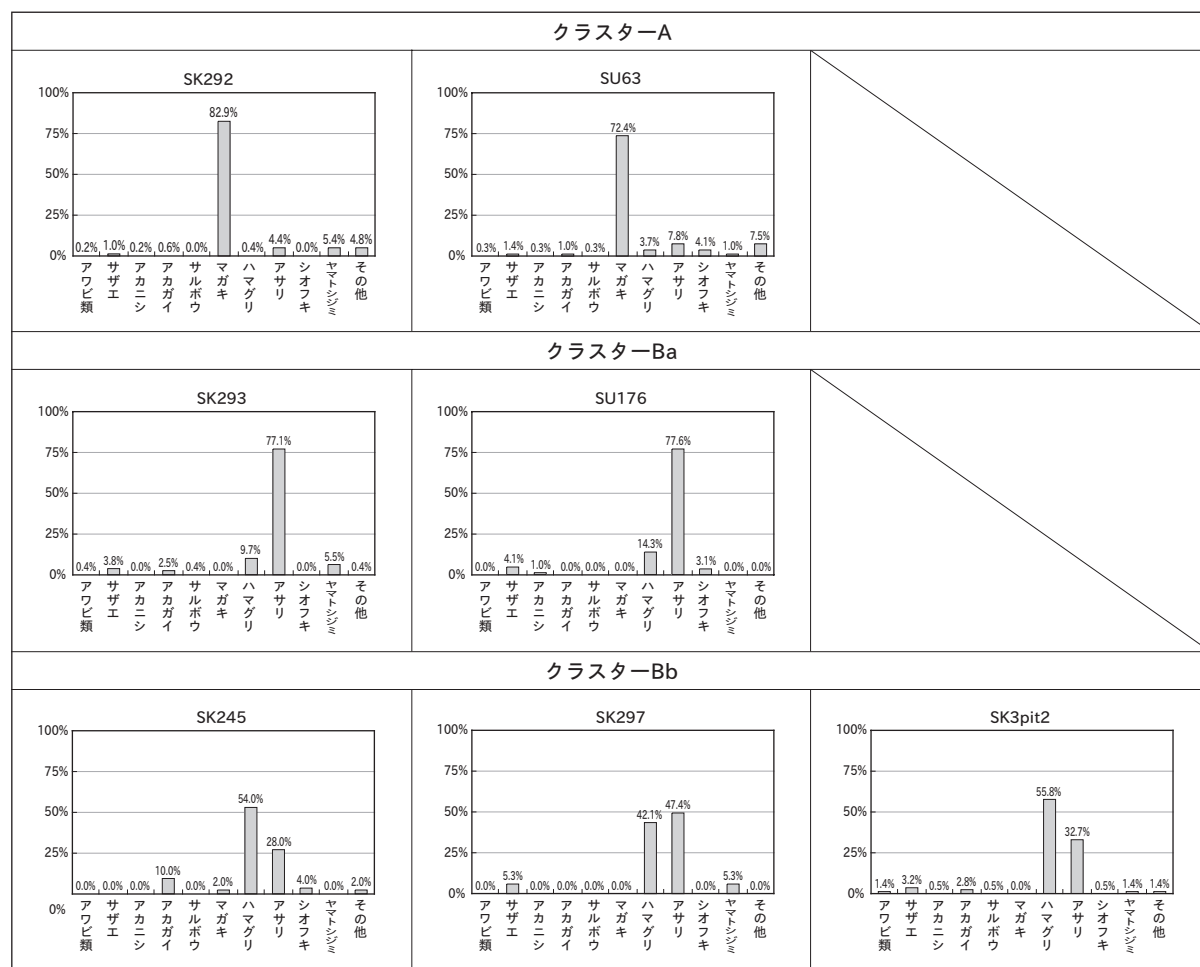 クラスターA
SK292
100%
75%
50%
25%
0%
0.2% 1.0% 0.2% 0.6% 0.0% 82.9% 0.4% 4.4% 0.0% 5.4% 4.8%
アワビ類 サザエ アカニシ アカガイ サルボウ マガキ ハマグリ アサリ シオフキ ヤマトシジミ その他
SU63
100%
75%
50%
25%
0%
0.3% 1.4% 0.3% 1.0% 0.3% 72.4% 3.7% 7.8% 4.1% 1.0% 7.5%
アワビ類 サザエ アカニシ アカガイ サルボウ マガキ ハマグリ アサリ シオフキ ヤマトシジミ その他
クラスターBa
SK293
100%
75%
50%
25%
0%
0.4% 3.8% 0.0% 2.5% 0.4% 0.0% 9.7% 77.1% 0.0% 5.5% 0.4%
アワビ類 サザエ アカニシ アカガイ サルボウ マガキ ハマグリ アサリ シオフキ ヤマトシジミ その他
SU176
100%
75%
50%
25%
0%
0.0% 4.1% 1.0% 0.0% 0.0% 0.0% 14.3% 77.6% 3.1% 0.0% 0.0%
アワビ類 サザエ アカニシ アカガイ サルボウ マガキ ハマグリ アサリ シオフキ ヤマトシジミ その他
クラスターBb
SK245
100%
75%
50%
25%
0%
0.0% 0.0% 0.0% 10.0% 0.0% 2.0% 54.0% 28.0% 4.0% 0.0% 2.0%
アワビ類 サザエ アカニシ アカガイ サルボウ マガキ ハマグリ アサリ シオフキ ヤマトシジミ その他
SK297
100%
75%
50%
25%
0%
0.0% 5.3% 0.0% 0.0% 0.0% 0.0% 42.1% 47.4% 0.0% 5.3% 0.0%
アワビ類 サザエ アカニシ アカガイ サルボウ マガキ ハマグリ アサリ シオフキ ヤマトシジミ その他
SK3pit2
100%
75%
50%
25%
0%
1.4% 3.2% 0.5% 2.8% 0.5% 0.0% 55.8% 32.7% 0.5% 1.4% 1.4%
アワビ類 サザエ アカニシ アカガイ サルボウ マガキ ハマグリ アサリ シオフキ ヤマトシジミ その他